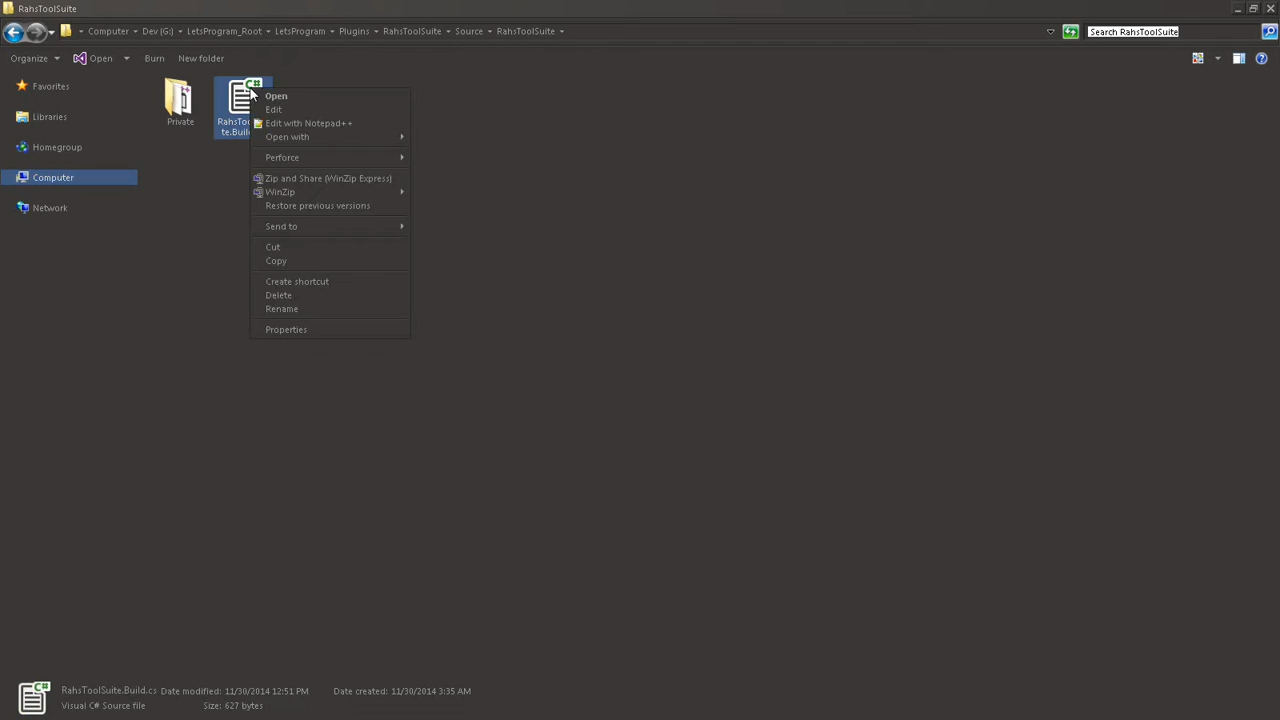 RahsToolSuite
Computer Dev (G:) LetsProgram_Root LetsProgram Plugins RahsToolSuite Source RahsToolSuite Search RahsToolSuite
Organize Open Burn New folder
Favorites
Libraries
Homegroup
Computer
Network
Private
C#
RahsToo
te.Build
Open
Edit
Edit with Notepad++
Open with
Perforce
Zip and Share (WinZip Express)
WinZip
Restore previous versions
Send to
Cut
Copy
Create shortcut
Delete
Rename
Properties
C#
RahsToolSuite.Build.cs Date modified: 11/30/2014 12:51 PM Date created: 11/30/2014 3:35 AM
Visual C# Source file Size: 627 bytes